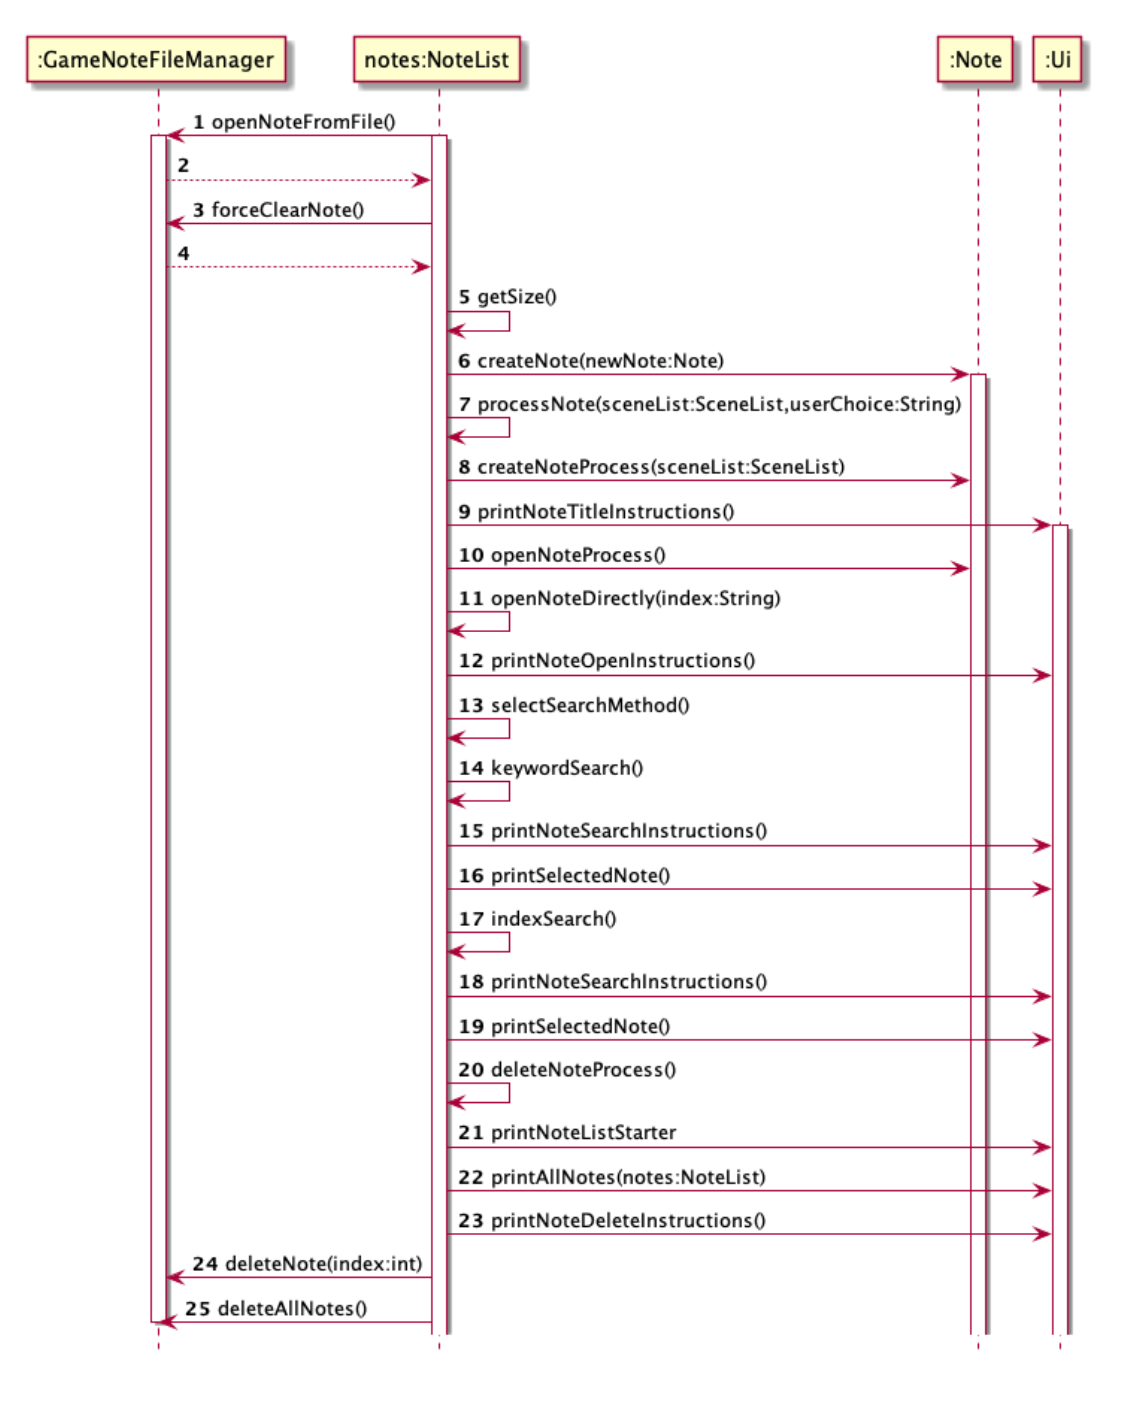 :GameNoteFileManager
notes:NoteList
:Note
:Ui
1 openNoteFromFile()
2
3 forceClearNote()
4
5 getSize()
6 createNote(newNote:Note)
7 processNote(sceneList:SceneList,userChoice:String)
8 createNoteProcess(sceneList:SceneList)
9 printNoteTitleInstructions()
10 openNoteProcess()
11 openNoteDirectly(index:String)
12 printNoteOpenInstructions()
13 selectSearchMethod()
14 keywordSearch()
15 printNoteSearchInstructions()
16 printSelectedNote()
17 indexSearch()
18 printNoteSearchInstructions()
19 printSelectedNote()
20 deleteNoteProcess()
21 printNoteListStarter
22 printAllNotes(notes:NoteList)
23 printNoteDeleteInstructions()
24 deleteNote(index:int)
25 deleteAllNotes()